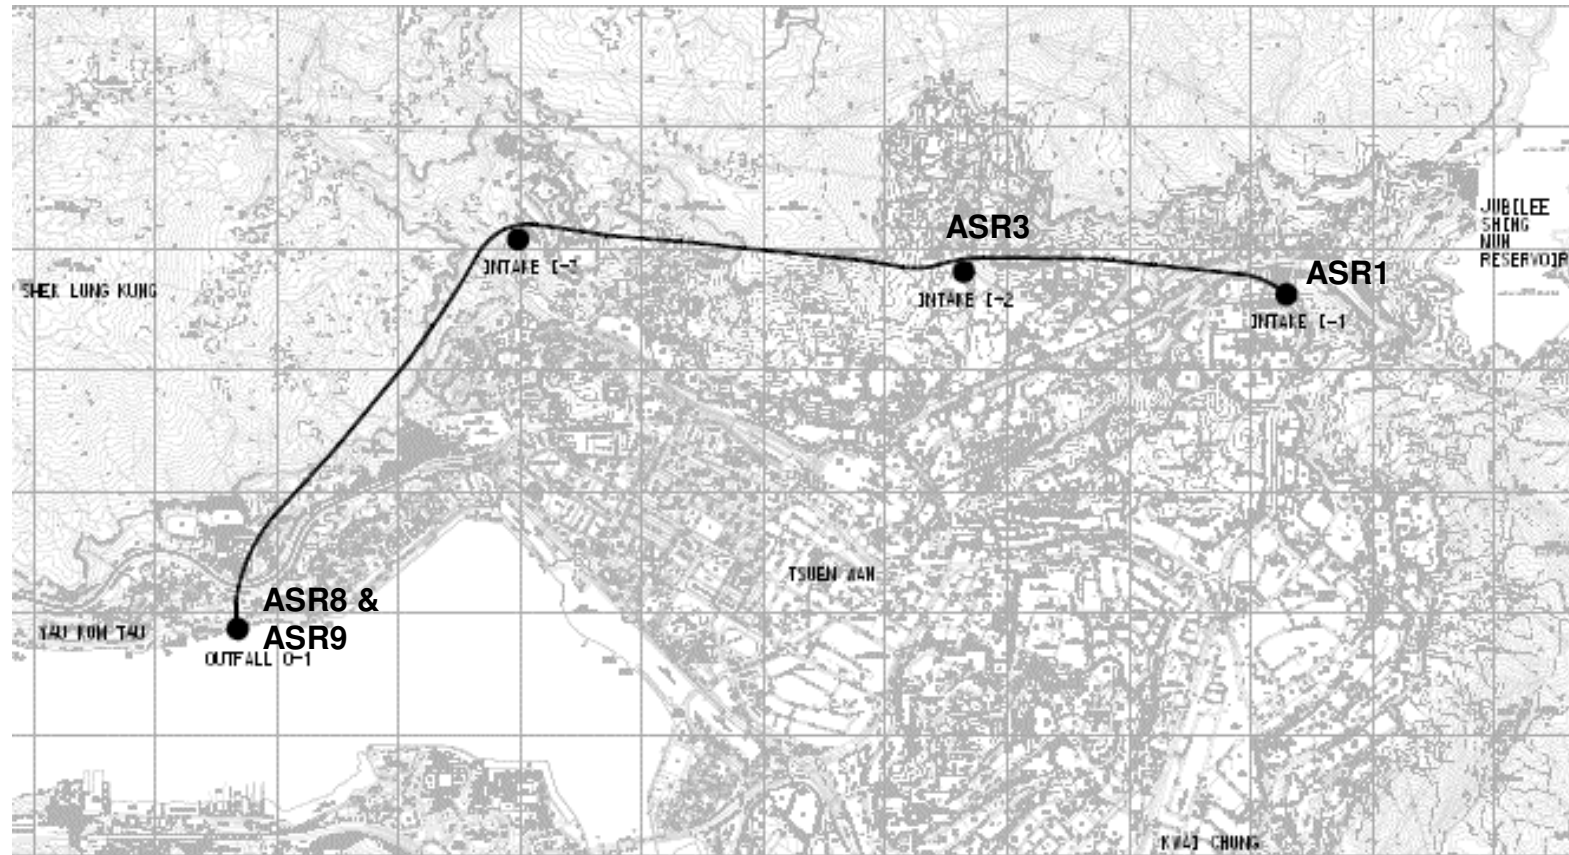 JUBILEE
SHING
MUN
RESERVOIR
ASR3
ASR1
INTAKE I-3
INTAKE I-2
INTAKE I-1
SHEK LUNG KUNG
TSUEN WAN
ASR8 &
ASR9
YAU KOM TAU
OUTFALL O-1
KWAI CHUNG